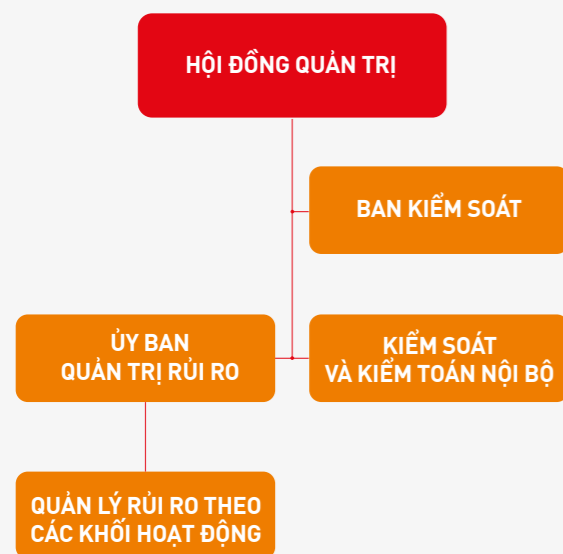 HỘI ĐỒNG QUẢN TRỊ
BAN KIỂM SOÁT
ỦY BAN
QUẢN TRỊ RỦI RO
KIỂM SOÁT
VÀ KIỂM TOÁN NỘI BỘ
QUẢN LÝ RỦI RO THEO
CÁC KHỐI HOẠT ĐỘNG